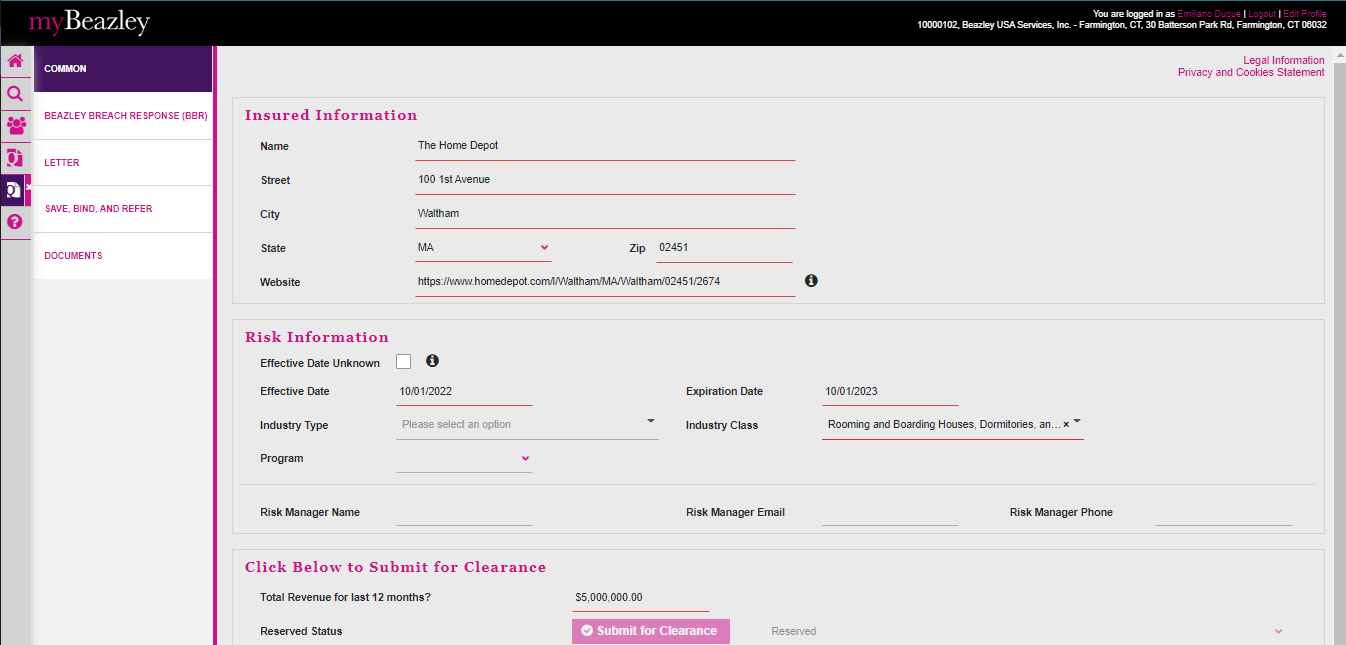 myBeazley
You are logged in as Emiliano Duque | Logout | Edit Profile
10000102, Beazley USA Services, Inc. - Farmington, CT, 30 Batterson Park Rd, Farmington, CT 06032
COMMON
BEAZLEY BREACH RESPONSE (BBR)
LETTER
SAVE, BIND, AND REFER
DOCUMENTS
Legal Information
Privacy and Cookies Statement
Insured Information
Name The Home Depot
Street 100 1st Avenue
City Waltham
State MA Zip 02451
Website https://www.homedepot.com/l/Waltham/MA/Waltham/02451/2674
Risk Information
Effective Date Unknown
Effective Date 10/01/2022 Expiration Date 10/01/2023
Industry Type Please select an option Industry Class Rooming and Boarding Houses, Dormitories, an... ×
Program
Risk Manager Name Risk Manager Email Risk Manager Phone
Click Below to Submit for Clearance
Total Revenue for last 12 months? $5,000,000.00
Reserved Status Submit for Clearance Reserved